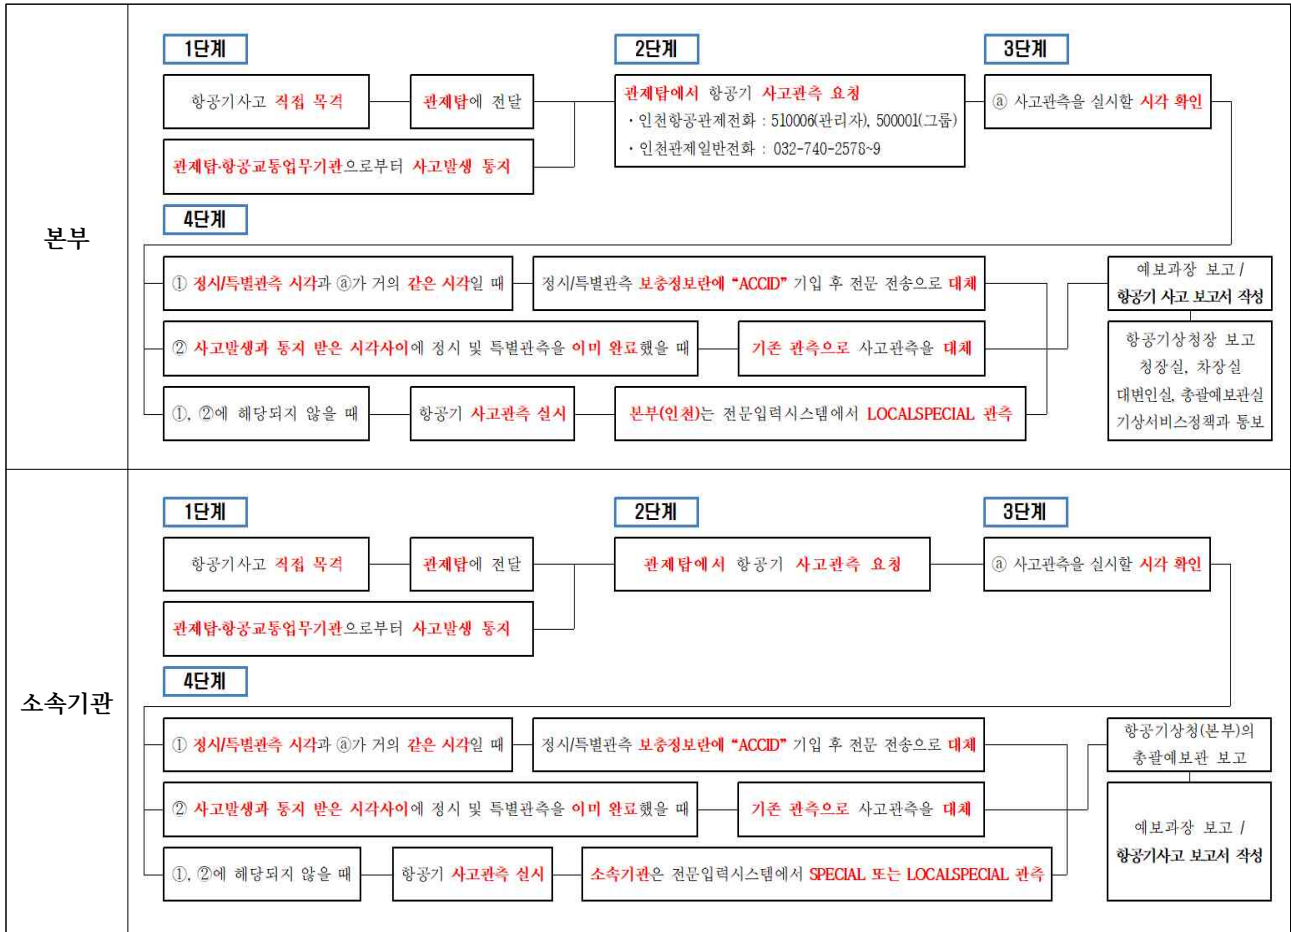 본부
1단계
항공기사고 직접 목격
관제탑에 전달
관제탑·항공교통업무기관으로부터 사고발생 통지
2단계
관제탑에서 항공기 사고관측 요청
· 인천항공관제전화 : 510006(관리자), 500001(그룹)
· 인천관제일반전화 : 032-740-2578~9
3단계
ⓐ 사고관측을 실시할 시각 확인
4단계
① 정시/특별관측 시각과 ⓐ가 거의 같은 시각일 때
정시/특별관측 보충정보란에 “ACCID” 기입 후 전문 전송으로 대체
② 사고발생과 통지 받은 시각사이에 정시 및 특별관측을 이미 완료했을 때
기존 관측으로 사고관측을 대체
①, ②에 해당되지 않을 때
항공기 사고관측 실시
본부(인천)는 전문입력시스템에서 LOCALSPECIAL 관측
예보과장 보고 /
항공기 사고 보고서 작성
항공기상청장 보고
청장실, 차장실
대변인실, 총괄예보관실
기상서비스정책과 통보
소속기관
1단계
항공기사고 직접 목격
관제탑에 전달
관제탑·항공교통업무기관으로부터 사고발생 통지
2단계
관제탑에서 항공기 사고관측 요청
3단계
ⓐ 사고관측을 실시할 시각 확인
4단계
① 정시/특별관측 시각과 ⓐ가 거의 같은 시각일 때
정시/특별관측 보충정보란에 “ACCID” 기입 후 전문 전송으로 대체
② 사고발생과 통지 받은 시각사이에 정시 및 특별관측을 이미 완료했을 때
기존 관측으로 사고관측을 대체
①, ②에 해당되지 않을 때
항공기 사고관측 실시
소속기관은 전문입력시스템에서 SPECIAL 또는 LOCALSPECIAL 관측
항공기상청(본부)의
총괄예보관 보고
예보과장 보고 /
항공기사고 보고서 작성